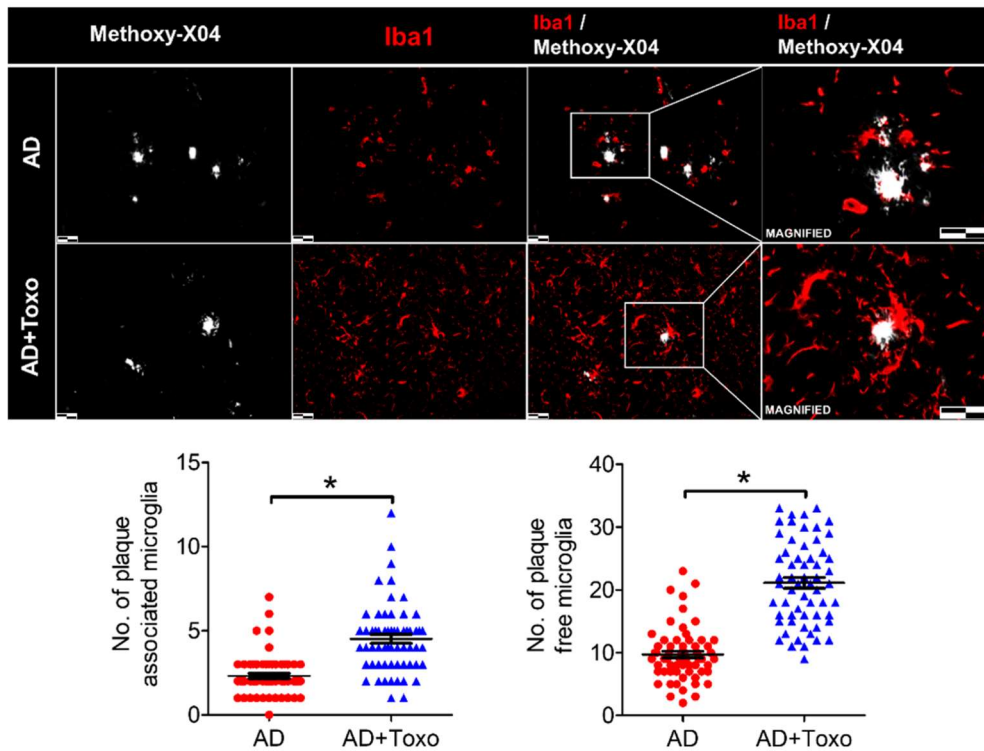 Methoxy-X04
Iba1
Iba1 /
Methoxy-X04
Iba1 /
Methoxy-X04
AD
MAGNIFIED
AD+Toxo
MAGNIFIED
No. of plaque
associated microglia
15
10
5
0
*
AD
AD+Toxo
No. of plaque
free microglia
40
30
20
10
0
*
AD
AD+Toxo